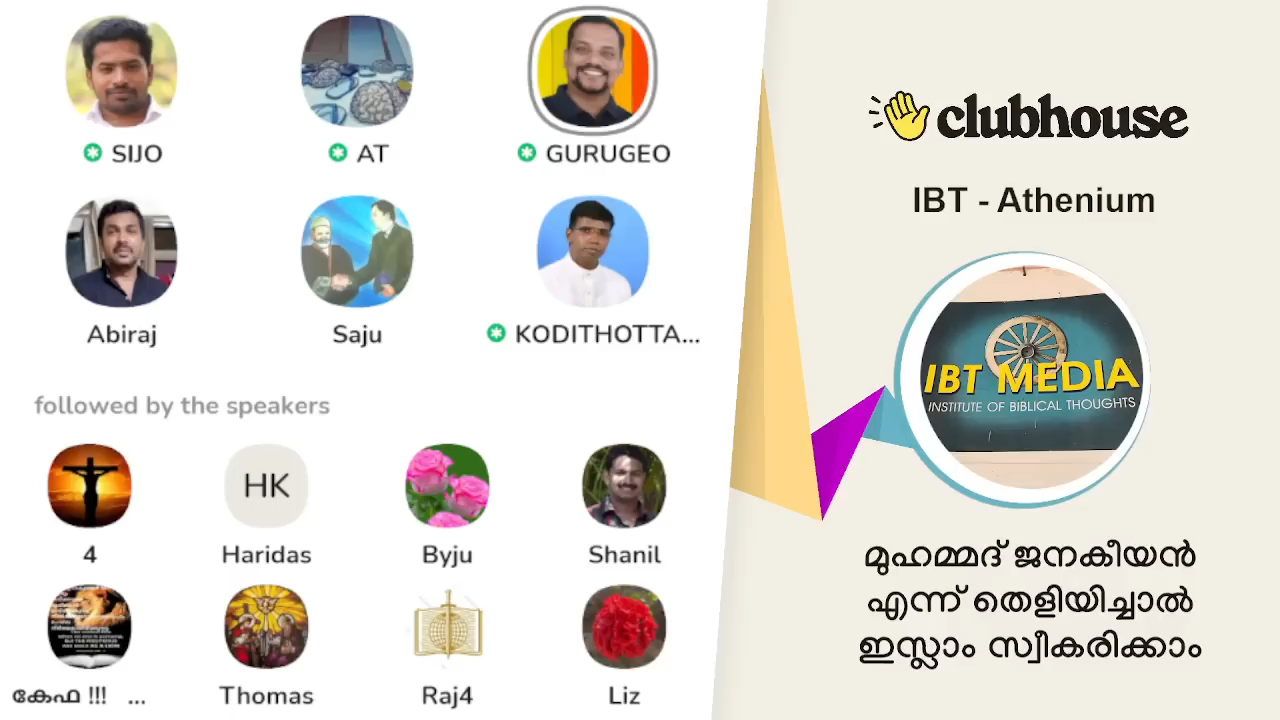 SIJO
AT
GURUGEO
Abiraj
Saju
KODITHOTTA...
followed by the speakers
HK
4
Haridas
Byju
Shanil
കേഫ !!! ...
Thomas
Raj4
Liz
clubhouse
IBT - Athenium
IBT MEDIA
INSTITUTE OF BIBLICAL THOUGHTS
മുഹമ്മദ് ജനകീയൻ
എന്ന് തെളിയിച്ചാൽ
ഇസ്ലാം സ്വീകരിക്കാം